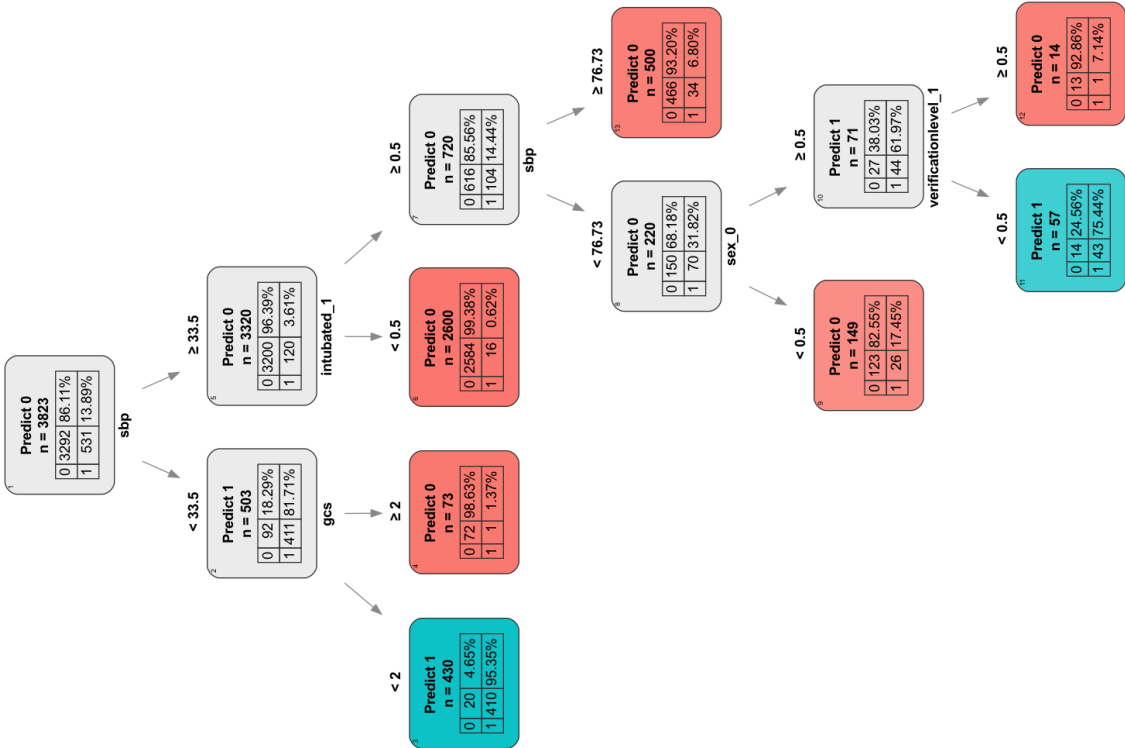 1
Predict 0
n = 3823
0 3292 86.11%
1 531 13.89%
sbp
< 33.5
≥ 33.5
2
Predict 1
n = 503
0 92 18.29%
1 411 81.71%
gcs
5
Predict 0
n = 3320
0 3200 96.39%
1 120 3.61%
intubated_1
< 2
≥ 2
< 0.5
≥ 0.5
3
Predict 1
n = 430
0 20 4.65%
1 410 95.35%
4
Predict 0
n = 73
0 72 98.63%
1 1 1.37%
6
Predict 0
n = 2600
0 2584 99.38%
1 16 0.62%
7
Predict 0
n = 720
0 616 85.56%
1 104 14.44%
sbp
< 76.73
≥ 76.73
8
Predict 0
n = 220
0 150 68.18%
1 70 31.82%
sex_0
13
Predict 0
n = 500
0 466 93.20%
1 34 6.80%
< 0.5
≥ 0.5
9
Predict 0
n = 149
0 123 82.55%
1 26 17.45%
10
Predict 1
n = 71
0 27 38.03%
1 44 61.97%
verificationlevel_1
< 0.5
≥ 0.5
11
Predict 1
n = 57
0 14 24.56%
1 43 75.44%
12
Predict 0
n = 14
0 13 92.86%
1 1 7.14%